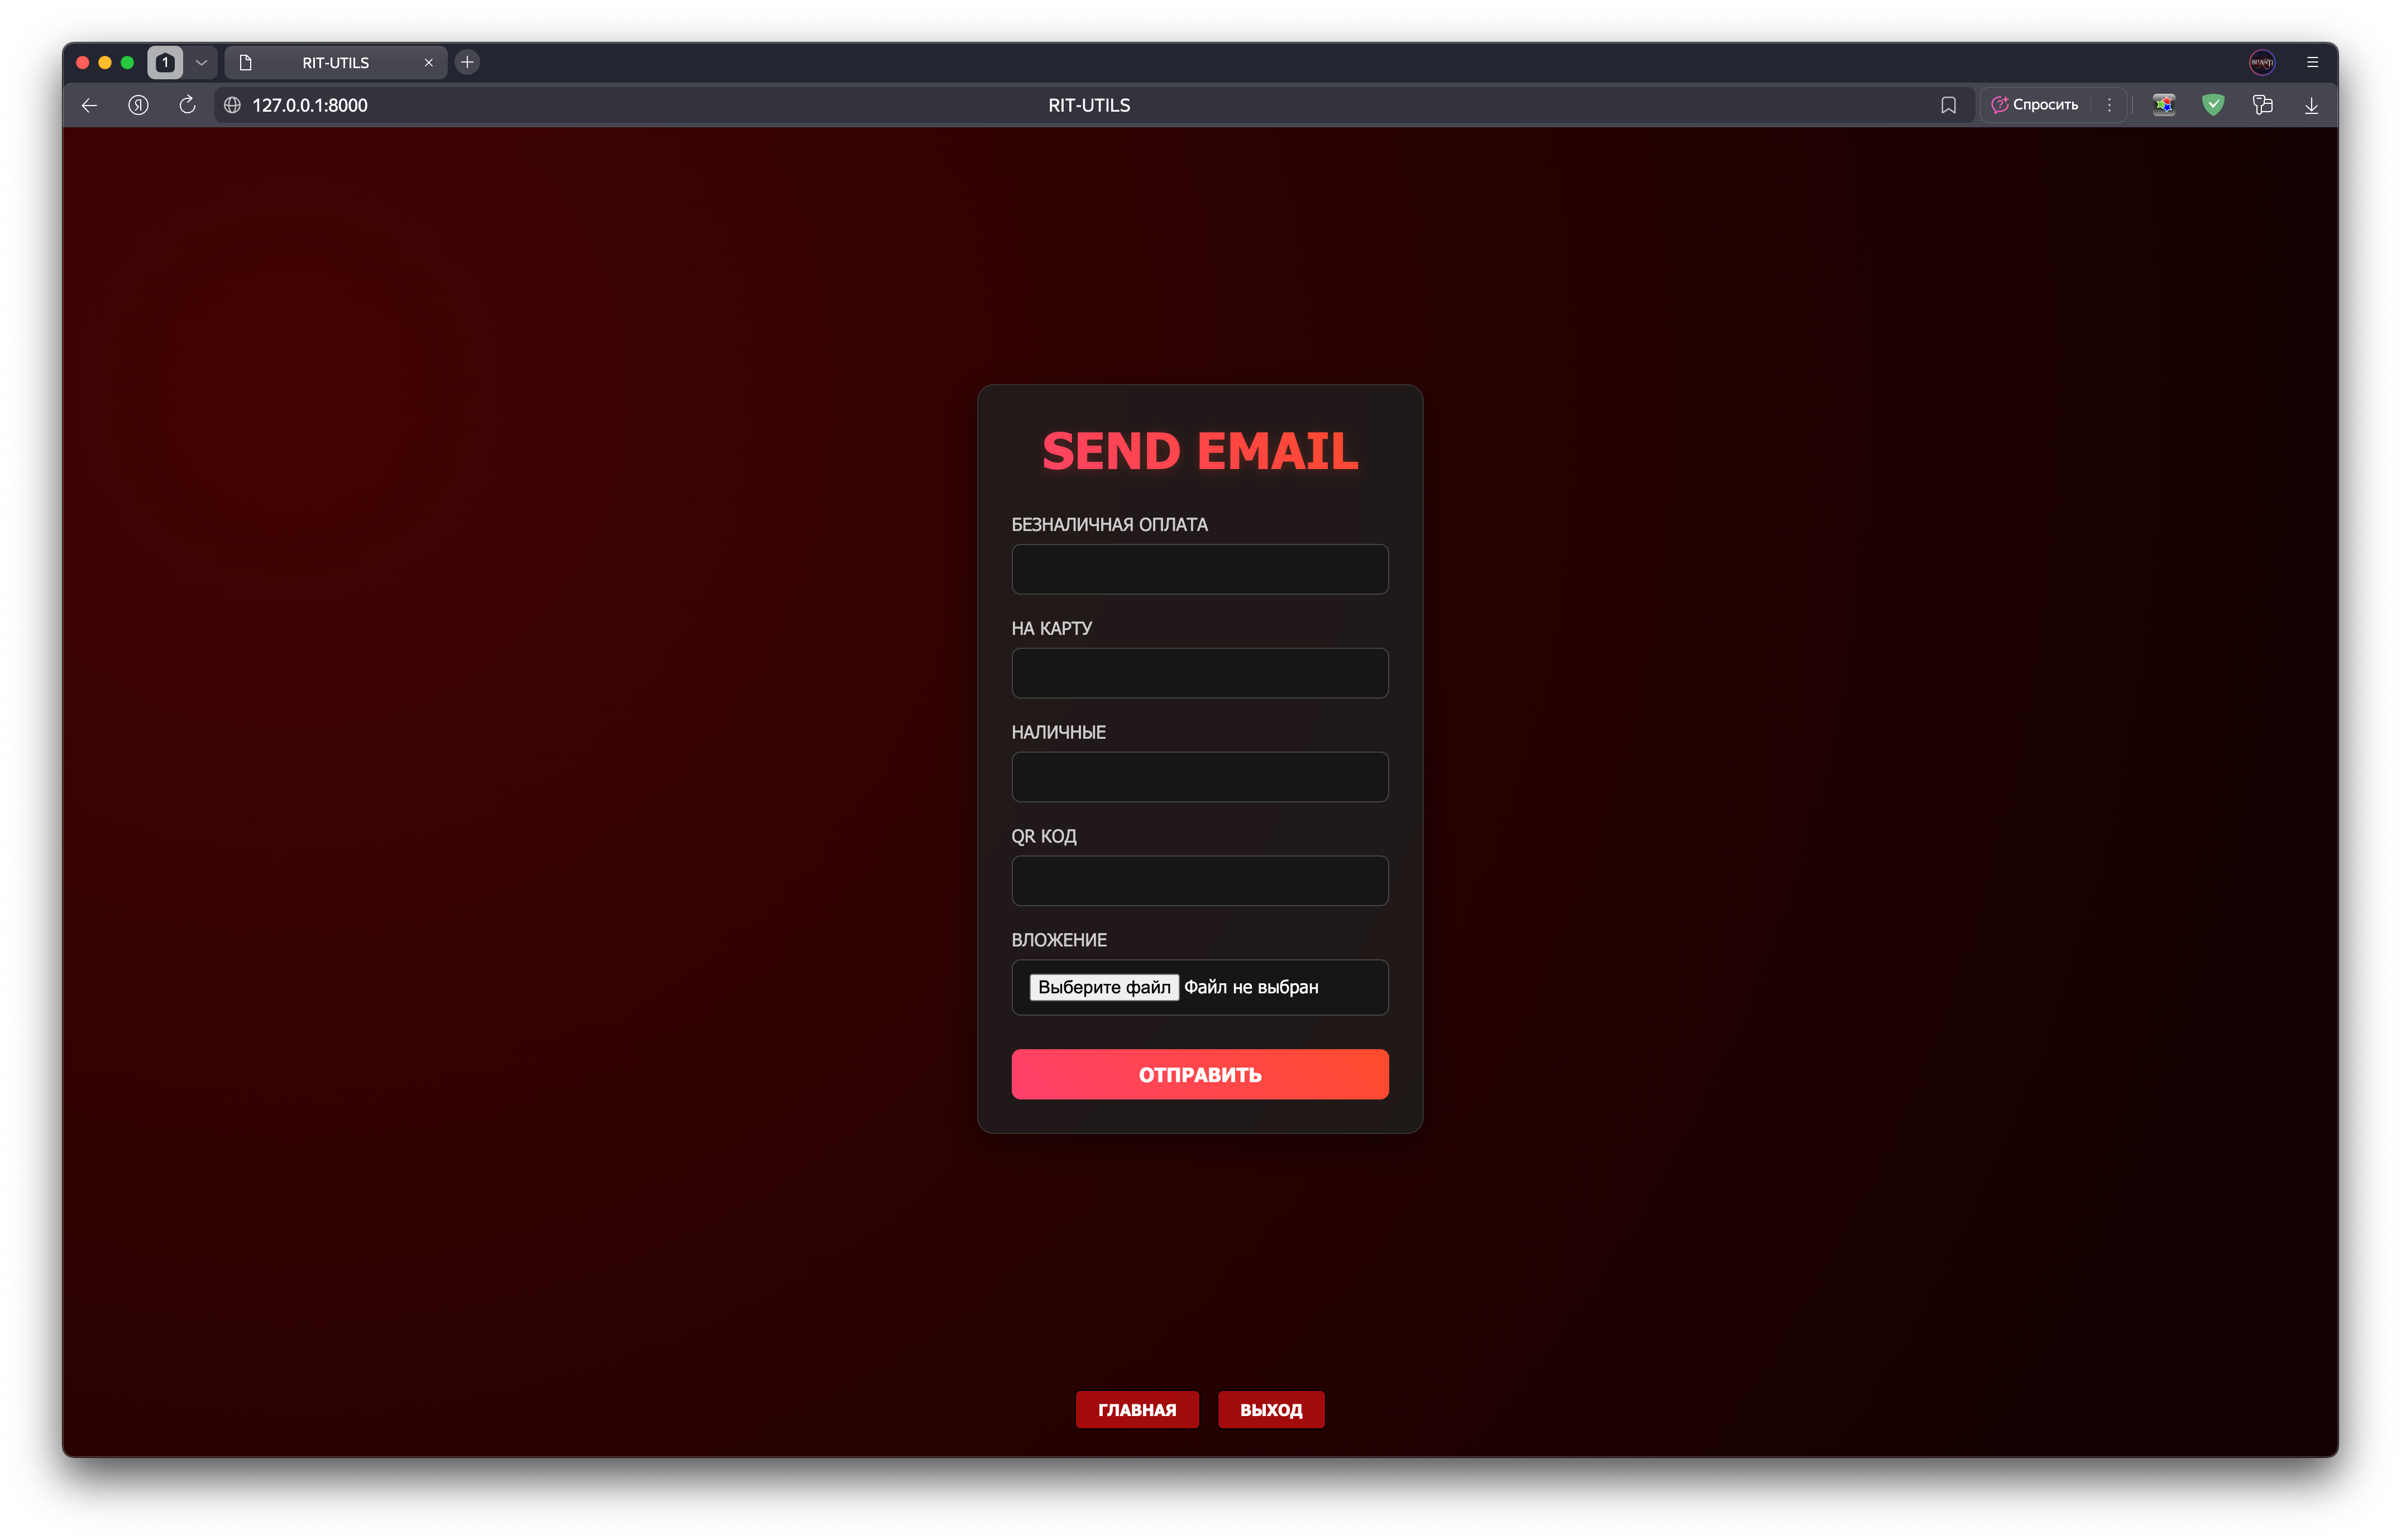 1
RIT-UTILS
127.0.0.1:8000
RIT-UTILS
Спросить
SEND EMAIL
БЕЗНАЛИЧНАЯ ОПЛАТА
НА КАРТУ
НАЛИЧНЫЕ
QR КОД
ВЛОЖЕНИЕ
Выберите файл Файл не выбран
ОТПРАВИТЬ
ГЛАВНАЯ ВЫХОД